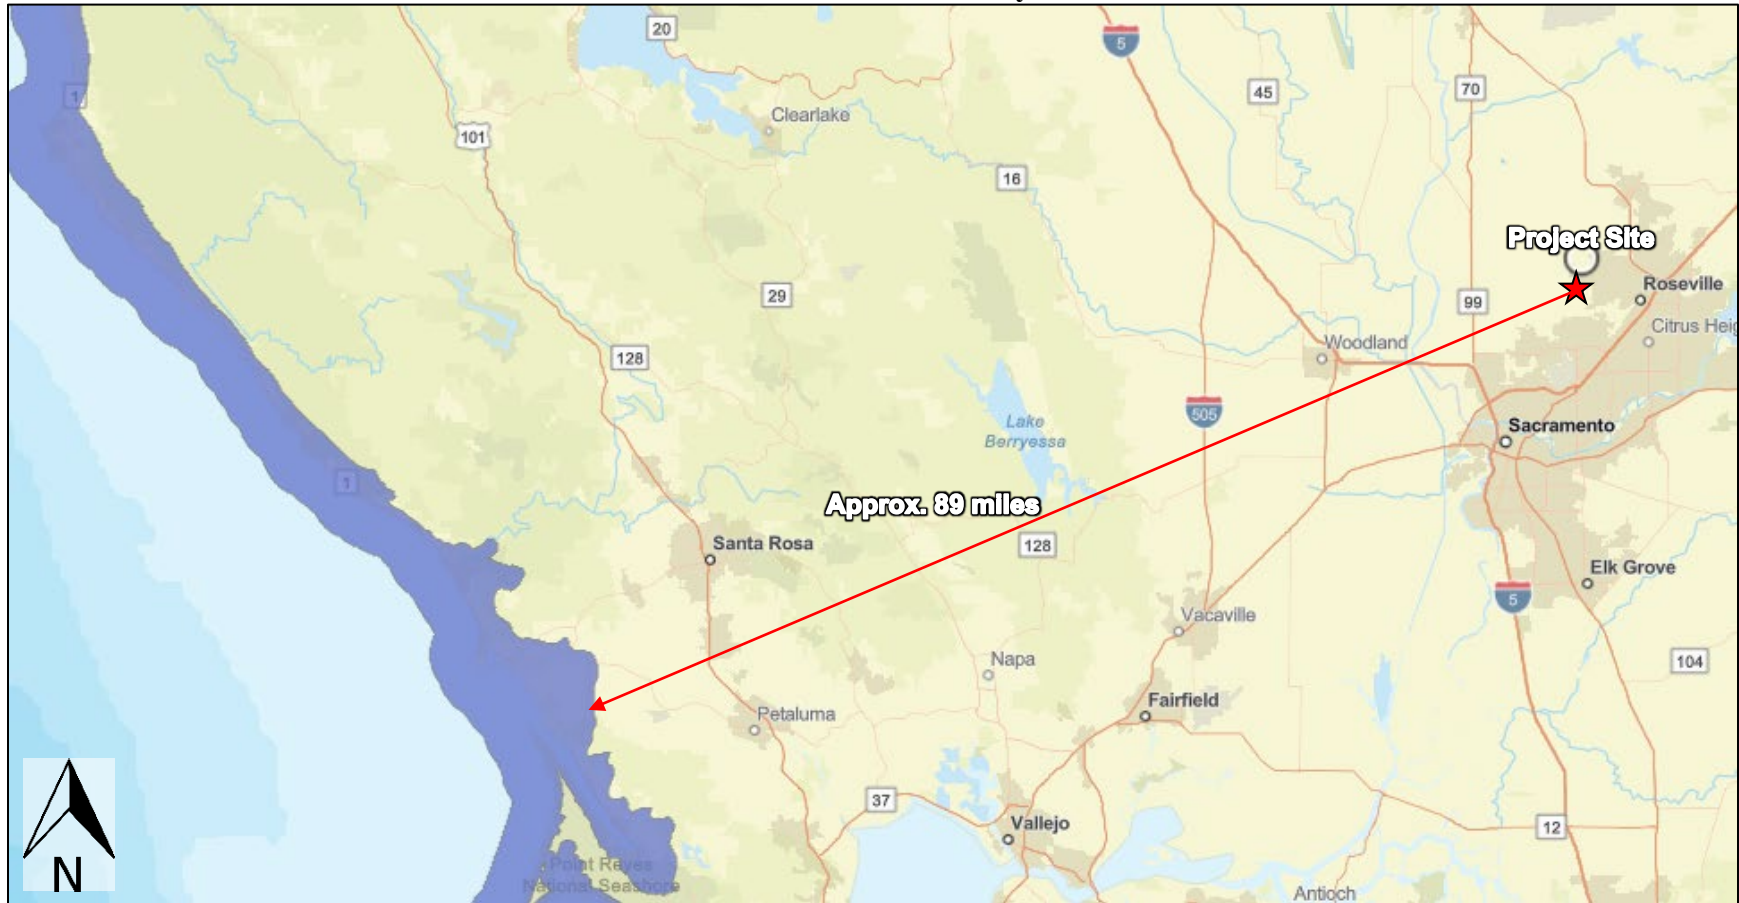 20
5
1
45
70
Clearlake
101
16
Project Site
29
Roseville
99
Citrus Heig
Woodland
128
505
Lake
Berryessa
Sacramento
1
Approx. 89 miles
Santa Rosa
128
Elk Grove
5
Vacaville
Napa
104
Fairfield
Petaluma
37
Vallejo
12
Point Reyes
National Seashore
N
Antioch